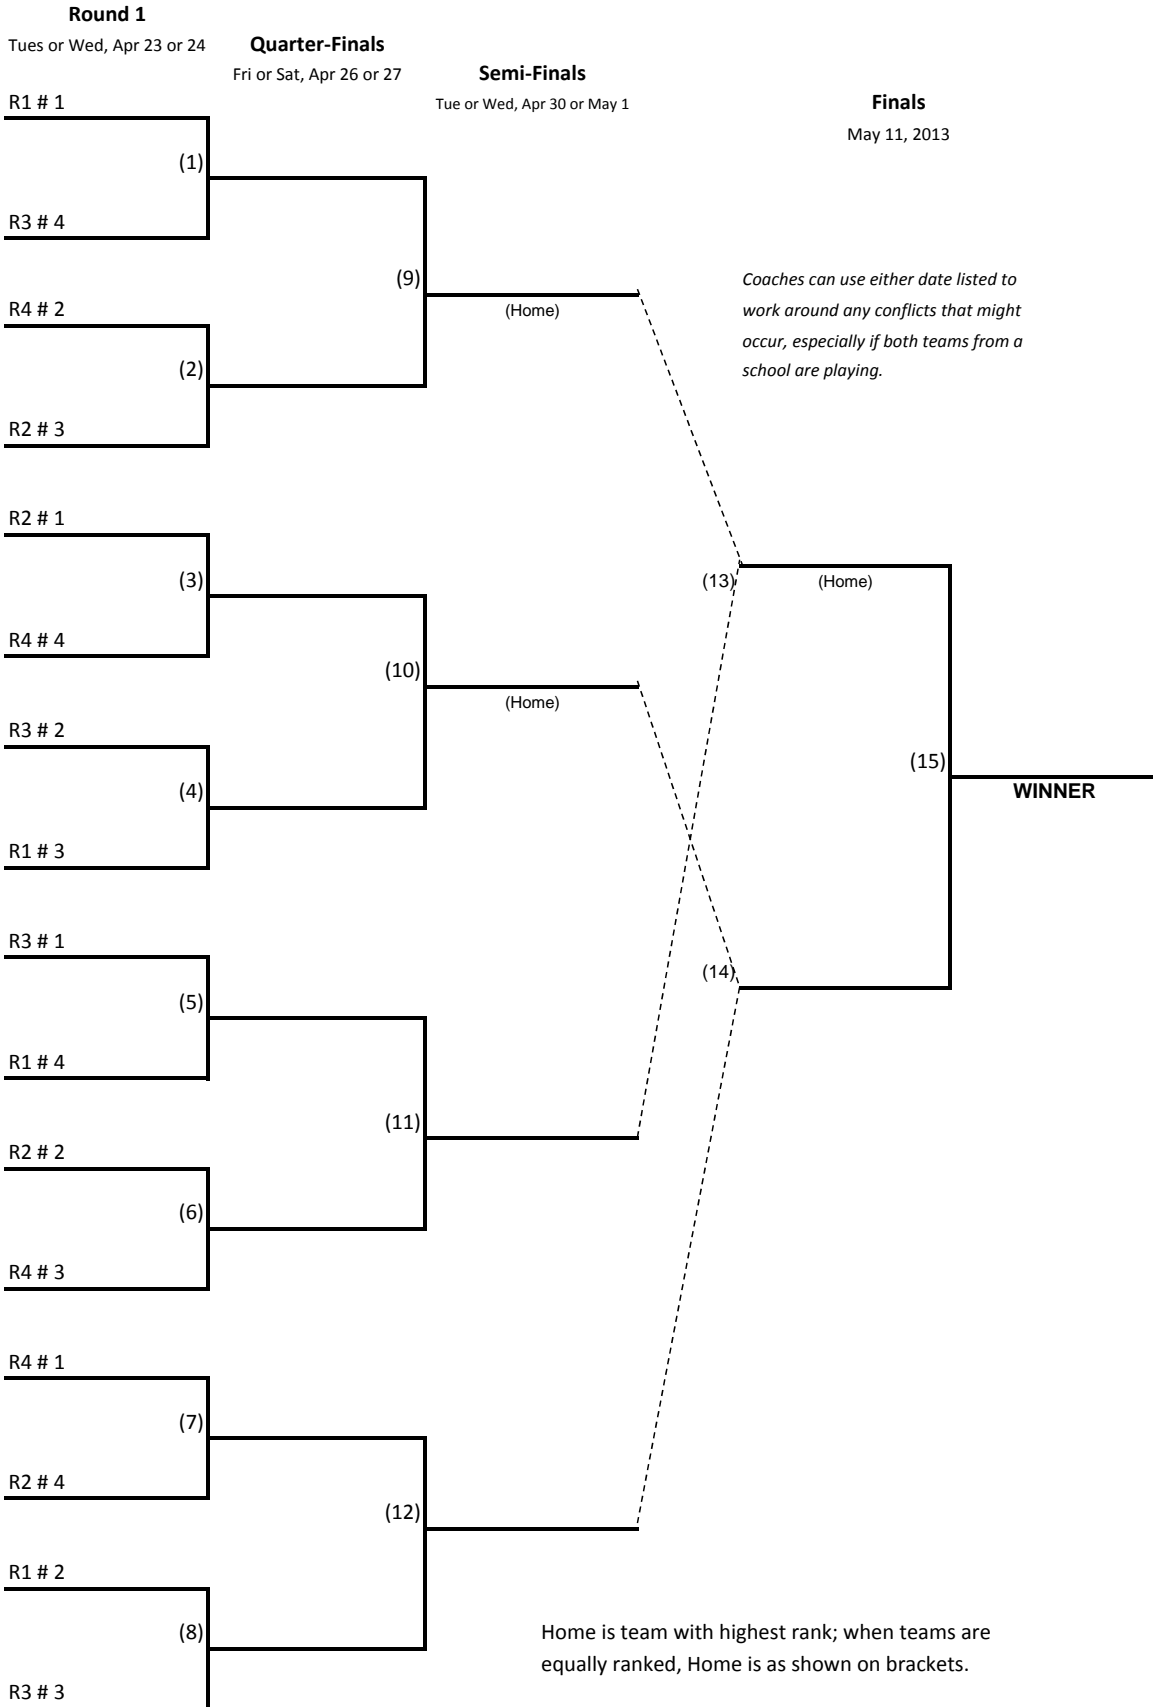 Round 1
Tues or Wed, Apr 23 or 24
Quarter-Finals
Fri or Sat, Apr 26 or 27
Semi-Finals
Tue or Wed, Apr 30 or May 1
Finals
May 11, 2013
R1 # 1
(1)
R3 # 4
(9)
(Home)
Coaches can use either date listed to
work around any conflicts that might
occur, especially if both teams from a
school are playing.
R4 # 2
(2)
R2 # 3
R2 # 1
(3)
(13)
(Home)
R4 # 4
(10)
(Home)
R3 # 2
(4)
(15)
WINNER
R1 # 3
R3 # 1
(14)
(5)
R1 # 4
(11)
R2 # 2
(6)
R4 # 3
R4 # 1
(7)
R2 # 4
(12)
R1 # 2
(8)
Home is team with highest rank; when teams are
equally ranked, Home is as shown on brackets.
R3 # 3